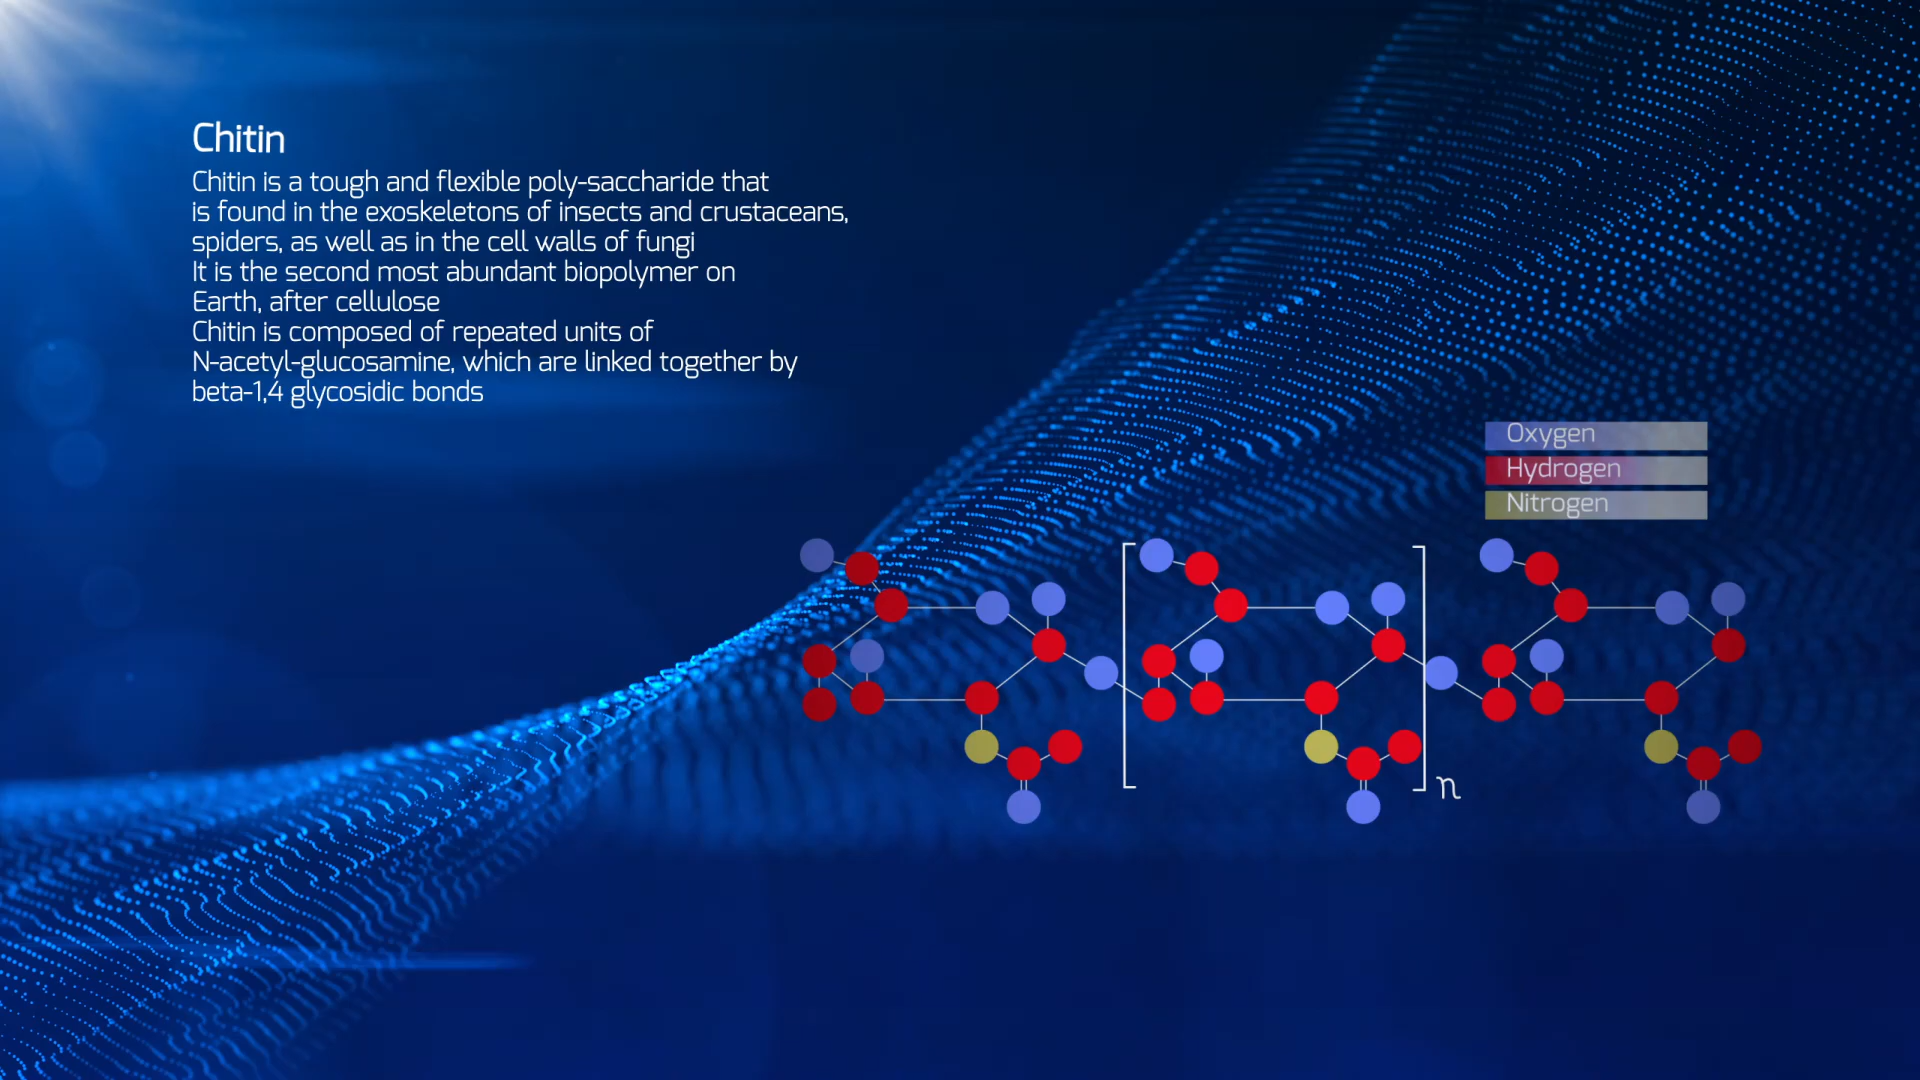 Chitin
Chitin is a tough and flexible poly-saccharide that
is found in the exoskeletons of insects and crustaceans,
spiders, as well as in the cell walls of fungi
It is the second most abundant biopolymer on
Earth, after cellulose
Chitin is composed of repeated units of
N-acetyl-glucosamine, which are linked together by
beta-1,4 glycosidic bonds
Oxygen
Hydrogen
Nitrogen
n